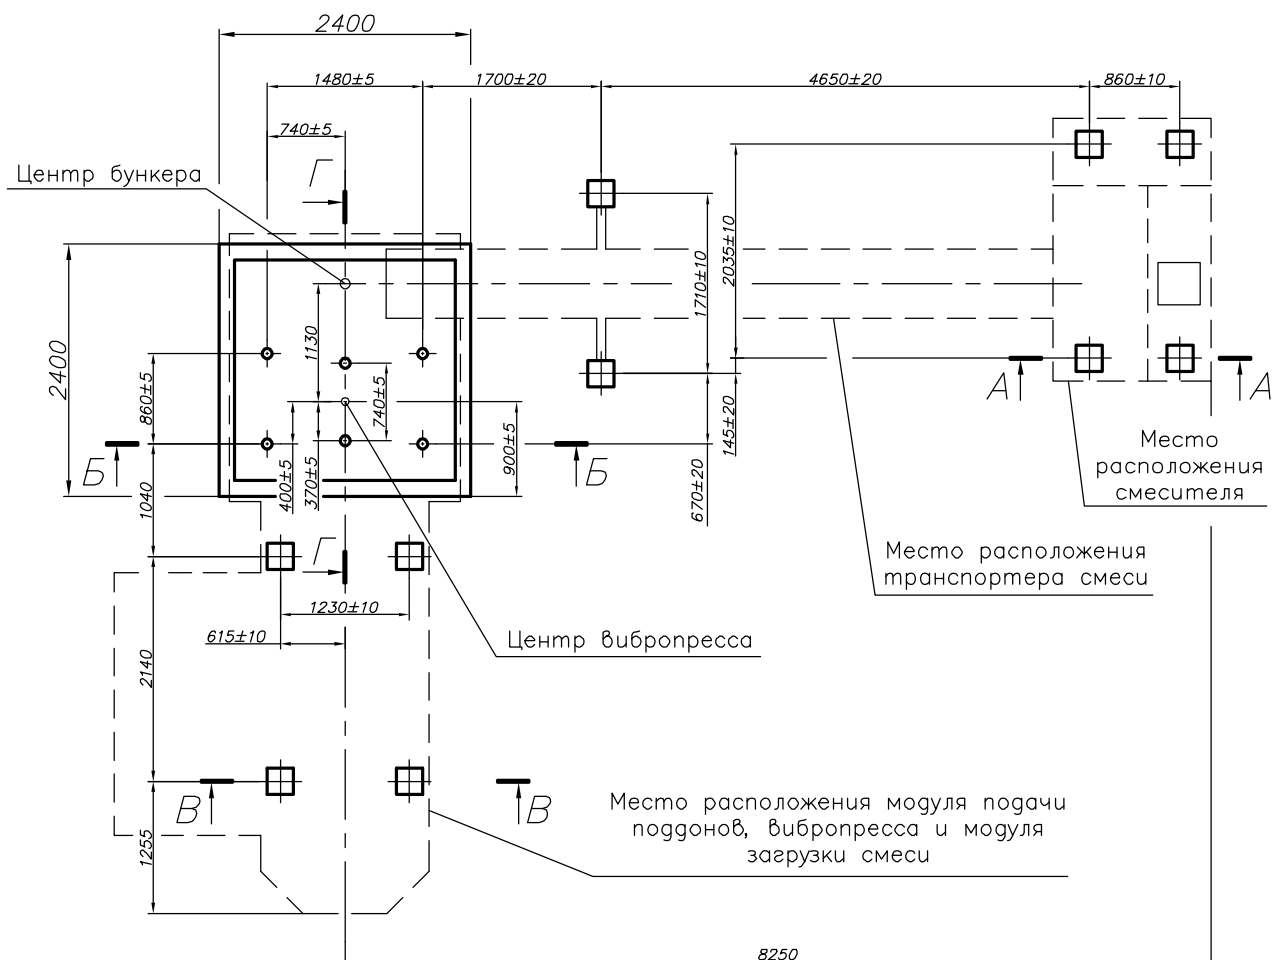 2400
1480±5
1700±20
4650±20
860±10
740±5
Центр бункера
Г
2400
860±5
1130
740±5
400±5
370±5
900±5
1710±10
2035±10
145±20
670±20
А
А
Б
Б
Место
расположения
смесителя
1040
Г
Место расположения
транспортера смеси
1230±10
615±10
Центр вибропресса
2140
В
В
Место расположения модуля подачи
поддонов, вибропресса и модуля
загрузки смеси
1255
8250